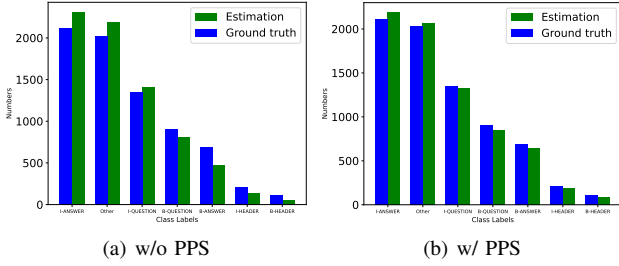 Estimation
Ground truth
2000
1500
1000
500
0
Numbers
I-ANSWER Other I-QUESTION B-QUESTION B-ANSWER I-HEADER B-HEADER
Class Labels
(a) w/o PPS
Estimation
Ground truth
2000
1500
1000
500
0
Numbers
I-ANSWER Other I-QUESTION B-QUESTION B-ANSWER I-HEADER B-HEADER
Class Labels
(b) w/ PPS